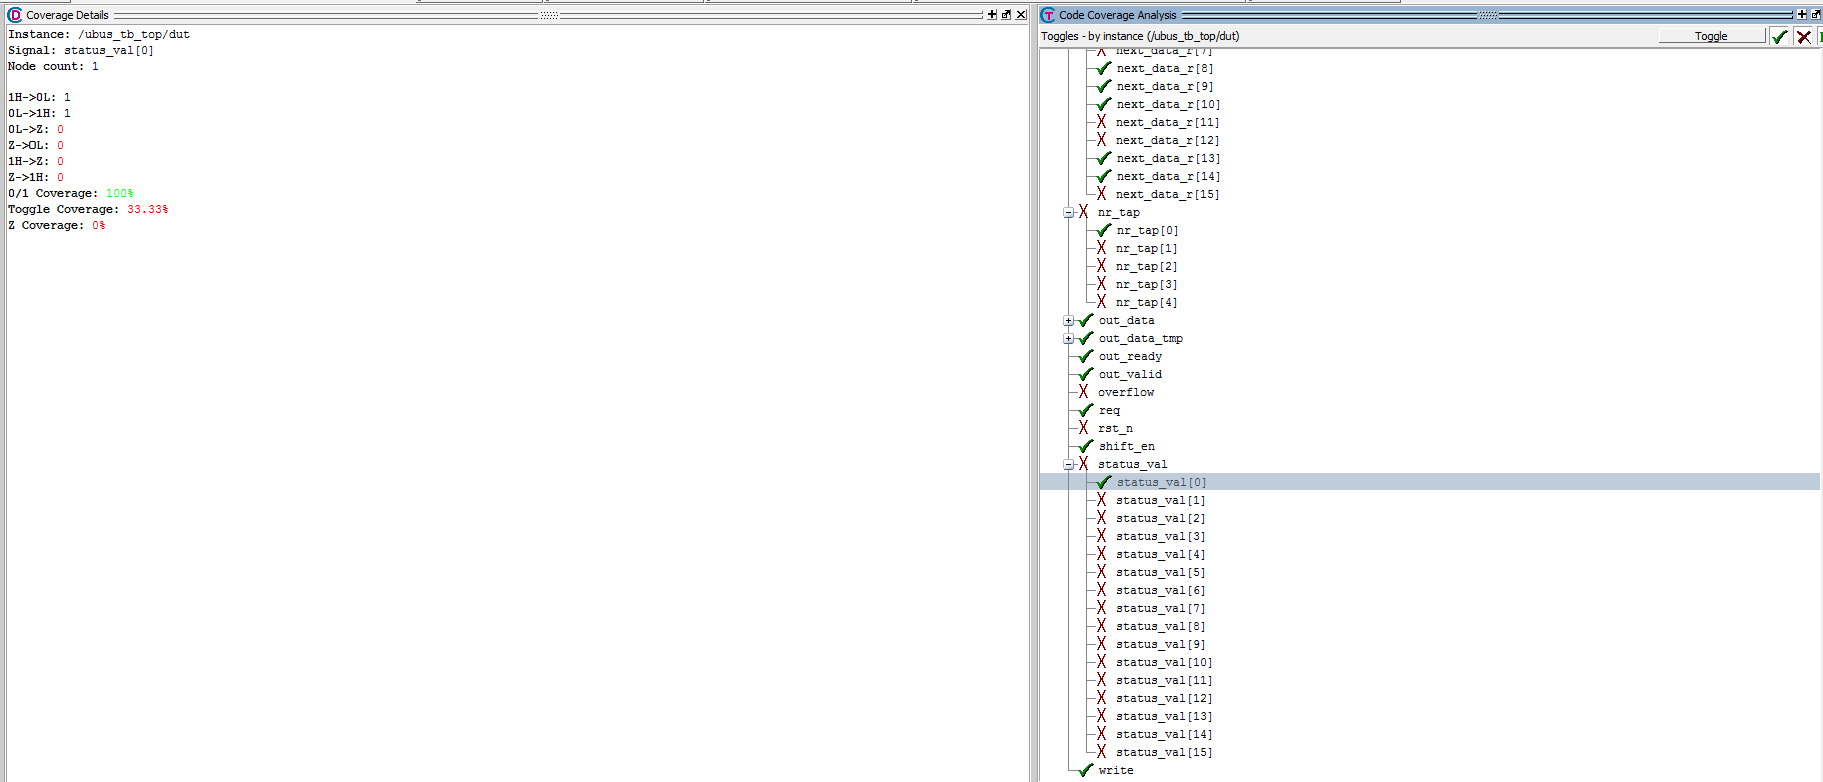 Coverage Details
Instance: /ubus_tb_top/dut
Signal: status_val[0]
Node count: 1
1H->0L: 1
0L->1H: 1
0L->Z: 0
Z->0L: 0
1H->Z: 0
Z->1H: 0
0/1 Coverage: 100%
Toggle Coverage: 33.33%
Z Coverage: 0%
Code Coverage Analysis
Toggles - by instance (/ubus_tb_top/dut)
Toggle
next_data_r[7]
next_data_r[8]
next_data_r[9]
next_data_r[10]
next_data_r[11]
next_data_r[12]
next_data_r[13]
next_data_r[14]
next_data_r[15]
nr_tap
nr_tap[0]
nr_tap[1]
nr_tap[2]
nr_tap[3]
nr_tap[4]
out_data
out_data_tmp
out_ready
out_valid
overflow
req
rst_n
shift_en
status_val
status_val[0]
status_val[1]
status_val[2]
status_val[3]
status_val[4]
status_val[5]
status_val[6]
status_val[7]
status_val[8]
status_val[9]
status_val[10]
status_val[11]
status_val[12]
status_val[13]
status_val[14]
status_val[15]
write